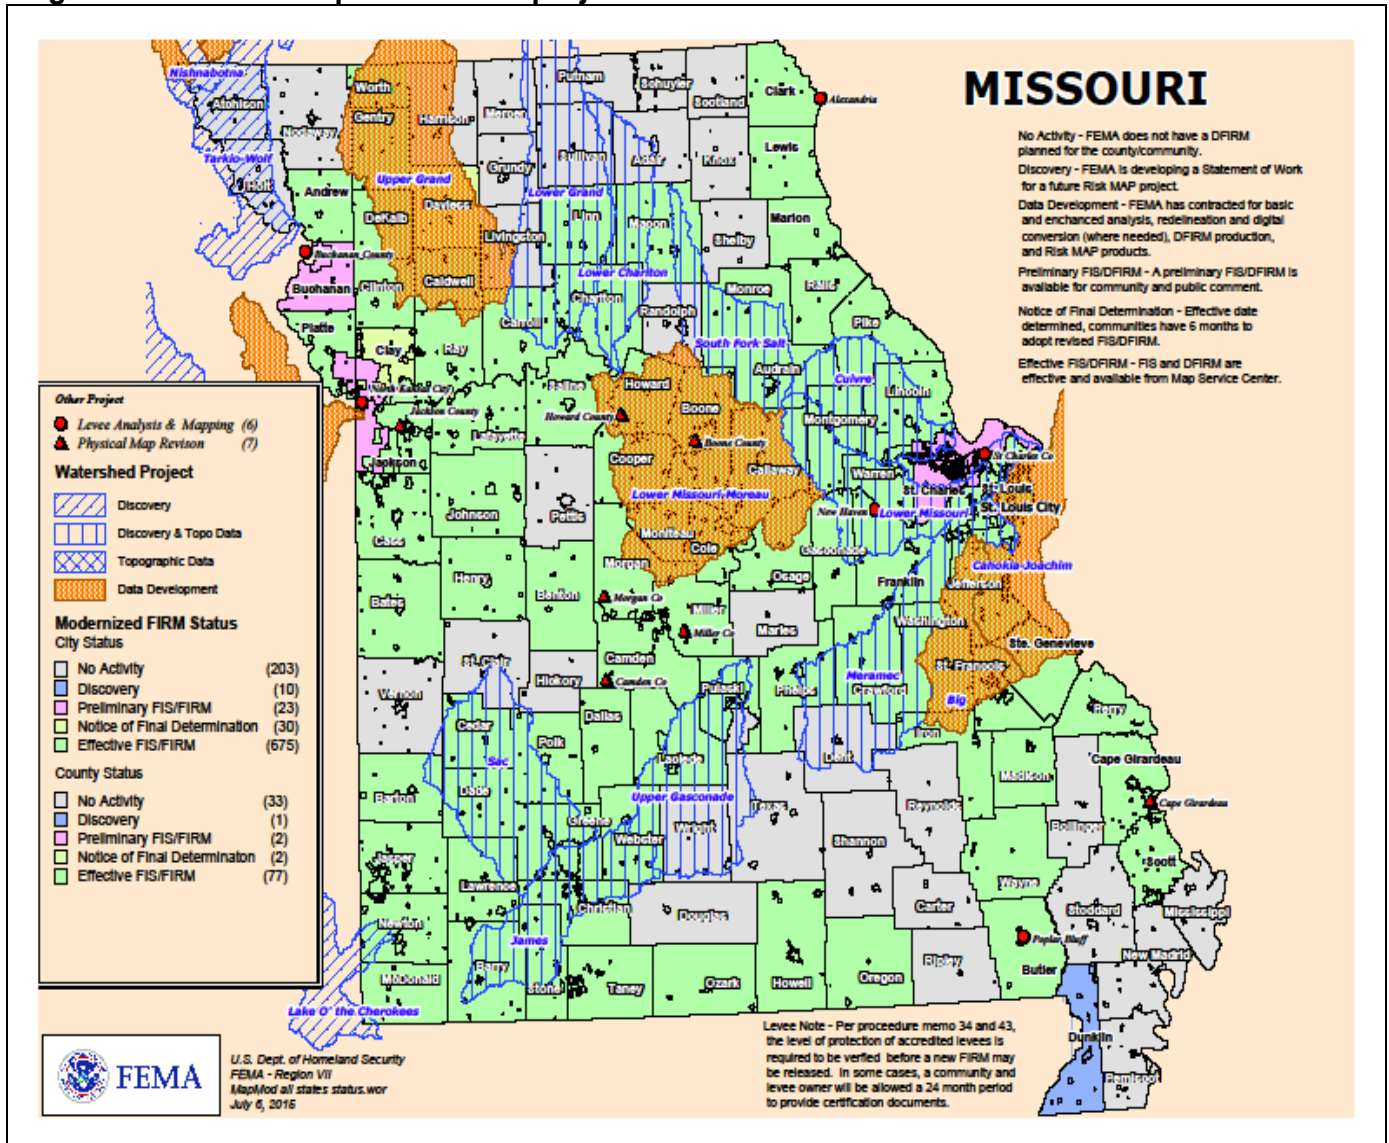 MISSOURI
No Activity - FEMA does not have a DFIRM
planned for the county/community.
Discovery - FEMA is developing a Statement of Work
for a future Risk MAP project.
Data Development - FEMA has contracted for basic
and enchanced analysis, redelineation and digital
conversion (where needed), DFIRM production,
and Risk MAP products.
Preliminary FIS/DFIRM - A preliminary FIS/DFIRM is
available for community and public comment.
Notice of Final Determination - Effective date
determined, communities have 6 months to
adopt revised FIS/DFIRM.
Effective FIS/DFIRM - FIS and DFIRM are
effective and available from Map Service Center.
Nishnabotna
Atchison
Nodaway
Worth
Gentry
Harrison
Mercer
Putnam
Schuyler
Scotland
Clark
Alexandria
Tarkio-Wolf
Holt
Andrew
Upper Grand
DeKalb
Daviess
Grundy
Sullivan
Adair
Knox
Lewis
Lower Grand
Linn
Macon
Shelby
Marion
Livingston
Buchanan County
Buchanan
Clinton
Caldwell
Lower Chariton
Chariton
Carroll
Randolph
Monroe
Ralls
Pike
Platte
Clay
Ray
South Fork Salt
Audrain
Cuivre
Lincoln
North Kansas City
Jackson County
Saline
Howard
Howard County
Boone
Boone County
Montgomery
Lafayette
Jackson
Cooper
Callaway
Warren
St Charles Co
St. Charles
St. Louis
St. Louis City
Lower Missouri-Moreau
New Haven
Lower Missouri
Johnson
Pettis
Moniteau
Cole
Cass
Morgan
Gasconade
Osage
Franklin
Cahokia-Joachim
Jefferson
Henry
Benton
Bates
Morgan Co
Miller
Miller Co
Maries
Washington
Ste. Genevieve
St. Clair
Hickory
Camden
Camden Co
Vernon
Pulaski
Phelps
Meramec
Crawford
St. Francois
Big
Perry
Cedar
Dallas
Polk
Iron
Sac
Laclede
Dent
Madison
Cape Girardeau
Cape Girardeau
Barton
Dade
Upper Gasconade
Texas
Reynolds
Bollinger
Greene
Webster
Wright
Shannon
Scott
Jasper
Lawrence
Wayne
Newton
Christian
Douglas
Carter
Stoddard
Mississippi
James
Poplar Bluff
McDonald
Barry
Stone
Taney
Ozark
Howell
Oregon
Ripley
Butler
New Madrid
Lake O' the Cherokees
Dunklin
Pemiscot
Other Project
Levee Analysis & Mapping (6)
Physical Map Revison (7)
Watershed Project
Discovery
Discovery & Topo Data
Topographic Data
Data Development
Modernized FIRM Status
City Status
No Activity (203)
Discovery (10)
Preliminary FIS/FIRM (23)
Notice of Final Determination (30)
Effective FIS/FIRM (675)
County Status
No Activity (33)
Discovery (1)
Preliminary FIS/FIRM (2)
Notice of Final Determinaton (2)
Effective FIS/FIRM (77)
FEMA
U.S. Dept. of Homeland Security
FEMA - Region VII
MapMod all states status.wor
July 6, 2015
Levee Note - Per proceedure memo 34 and 43,
the level of protection of accredited levees is
required to be verfied before a new FIRM may
be released. In some cases, a community and
levee owner will be allowed a 24 month period
to provide certification documents.